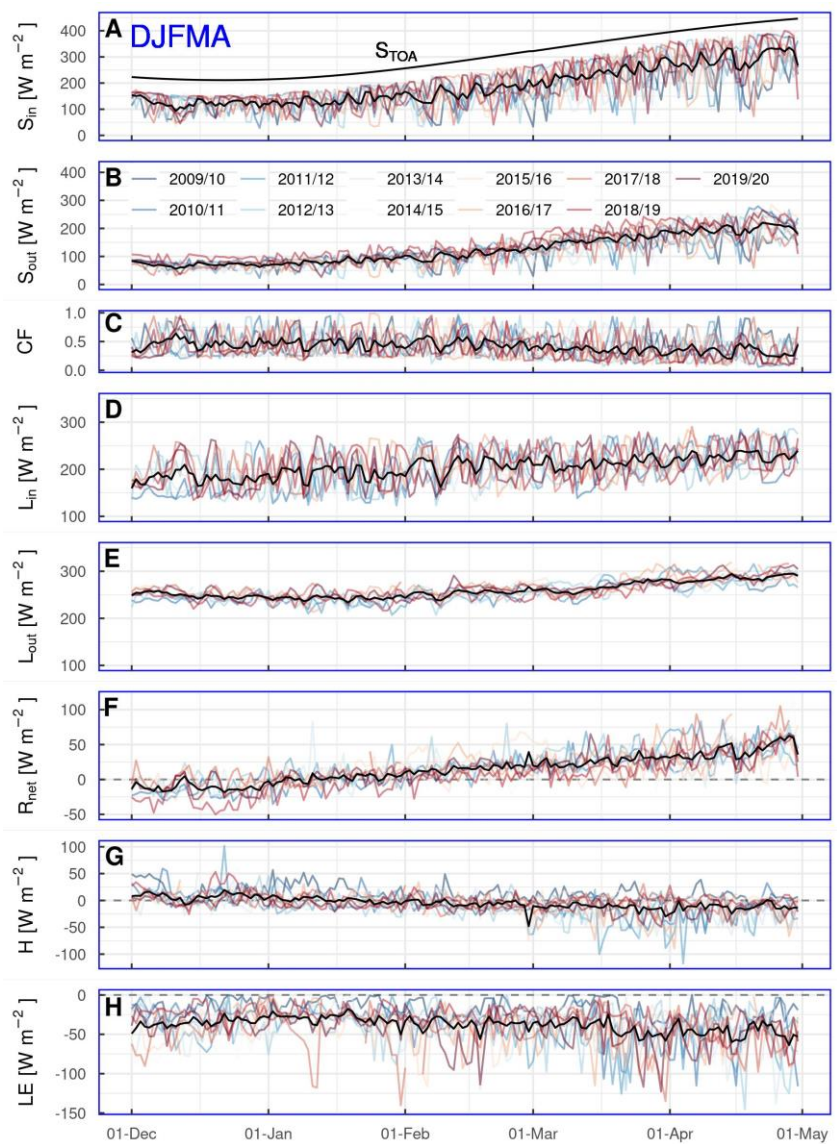 A DJFMA
S_TOA
S_in [W m⁻²]
400
300
200
100
0
B
2009/10 2011/12 2013/14 2015/16 2017/18 2019/20
2010/11 2012/13 2014/15 2016/17 2018/19
S_out [W m⁻²]
400
300
200
100
0
C
CF
1.0
0.5
0.0
D
L_in [W m⁻²]
300
200
100
E
L_out [W m⁻²]
300
200
100
F
R_net [W m⁻²]
100
50
0
-50
G
H [W m⁻²]
100
50
0
-50
-100
H
LE [W m⁻²]
0
-50
-100
-150
01-Dec 01-Jan 01-Feb 01-Mar 01-Apr 01-May